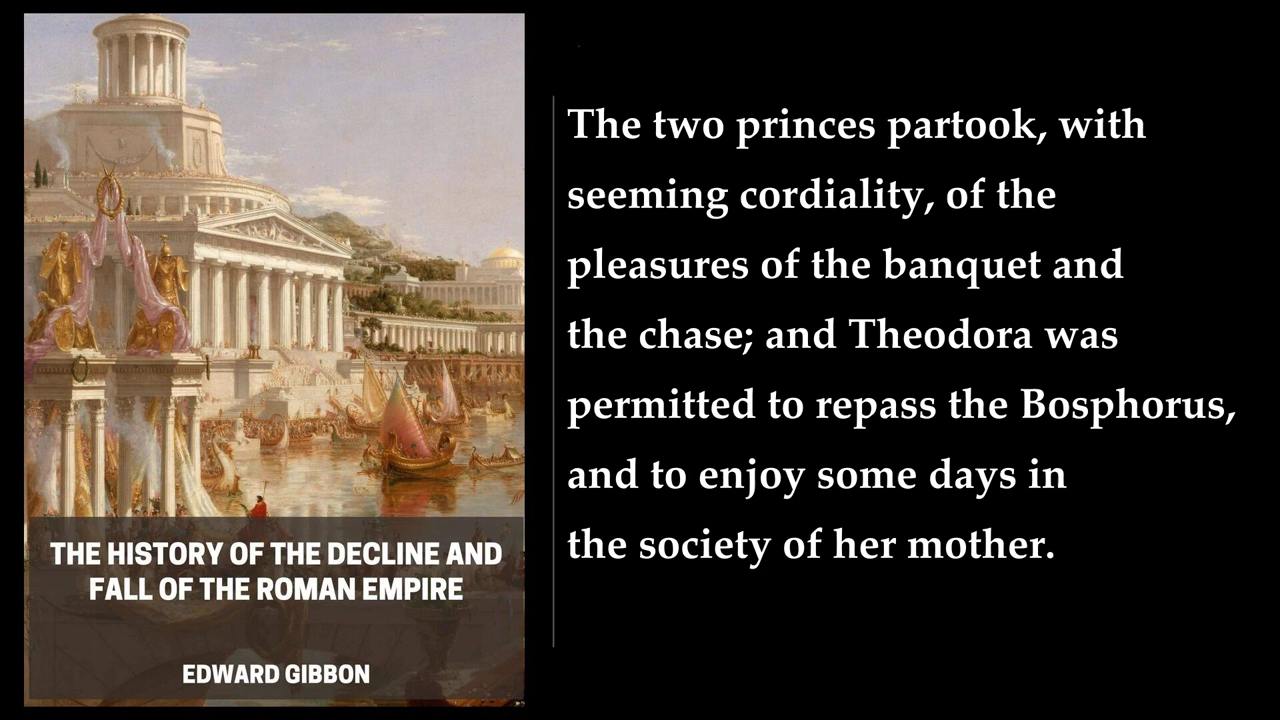 THE HISTORY OF THE DECLINE AND
FALL OF THE ROMAN EMPIRE
EDWARD GIBBON
The two princes partook, with
seeming cordiality, of the
pleasures of the banquet and
the chase; and Theodora was
permitted to repass the Bosphorus,
and to enjoy some days in
the society of her mother.